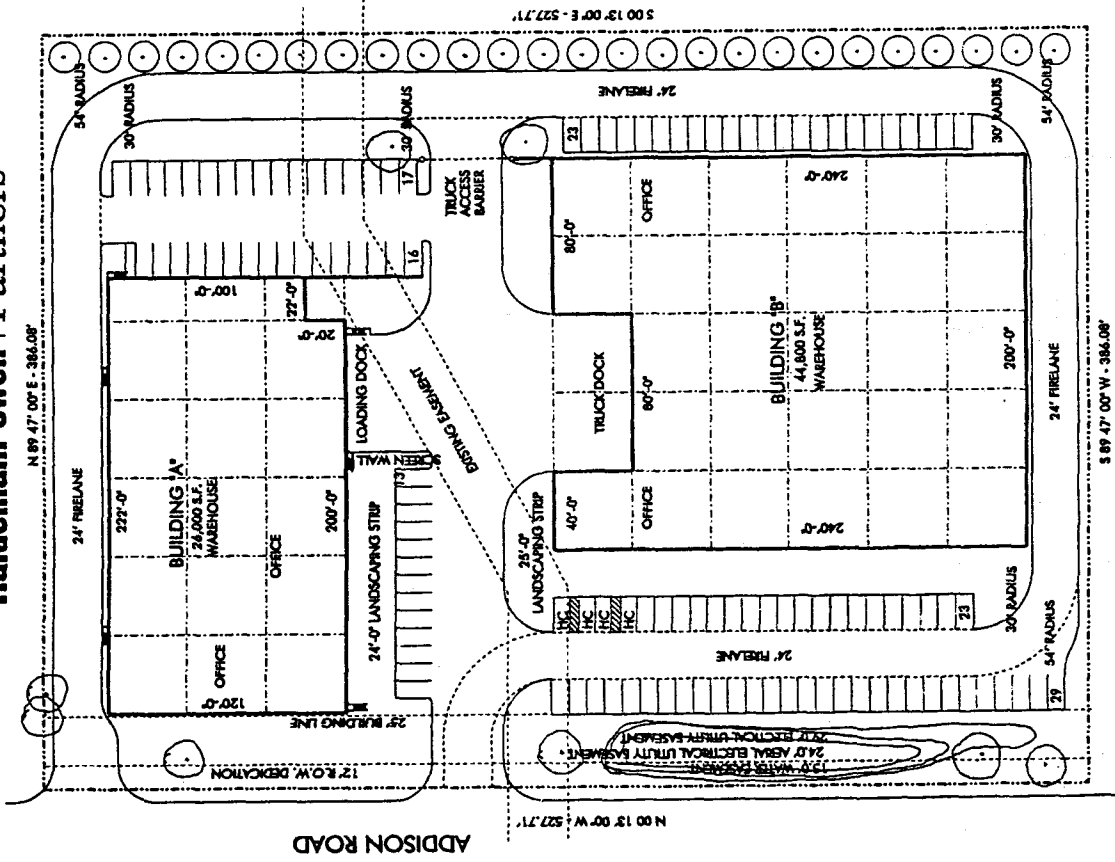 S 00 13' 00" E - 527.71'
N 89 47' 00" E - 386.08'
54' RADIUS
30' RADIUS
30' RADIUS
24' FIRELANE
30' RADIUS
54' RADIUS
17
TRUCK
ACCESS
BARRIER
23
16
24' FIRELANE
222'-0"
100'-0"
22'-0"
20'-0"
BUILDING "A"
26,000 S.F.
WAREHOUSE
OFFICE
OFFICE
120'-0"
200'-0"
LOADING DOCK
SCREEN WALL
13
24'-0" LANDSCAPING STRIP
EXISTING EASEMENT
240'-0"
OFFICE
80'-0"
TRUCK DOCK
80'-0"
BUILDING "B"
44,800 S.F.
WAREHOUSE
200'-0"
24' FIRELANE
S 89 47' 00" W - 386.08'
40'-0"
OFFICE
240'-0"
25'-0"
LANDSCAPING STRIP
HC
HC
HC
HC
23
30' RADIUS
24' FIRELANE
54' RADIUS
29
25' BUILDING LINE
12' R.O.W. DEDICATION
24.0' AERIAL ELECTRICAL UTILITY EASEMENT
15.0' WATER EASEMENT
N 00 13' 00" W - 527.71'
ADDISON ROAD